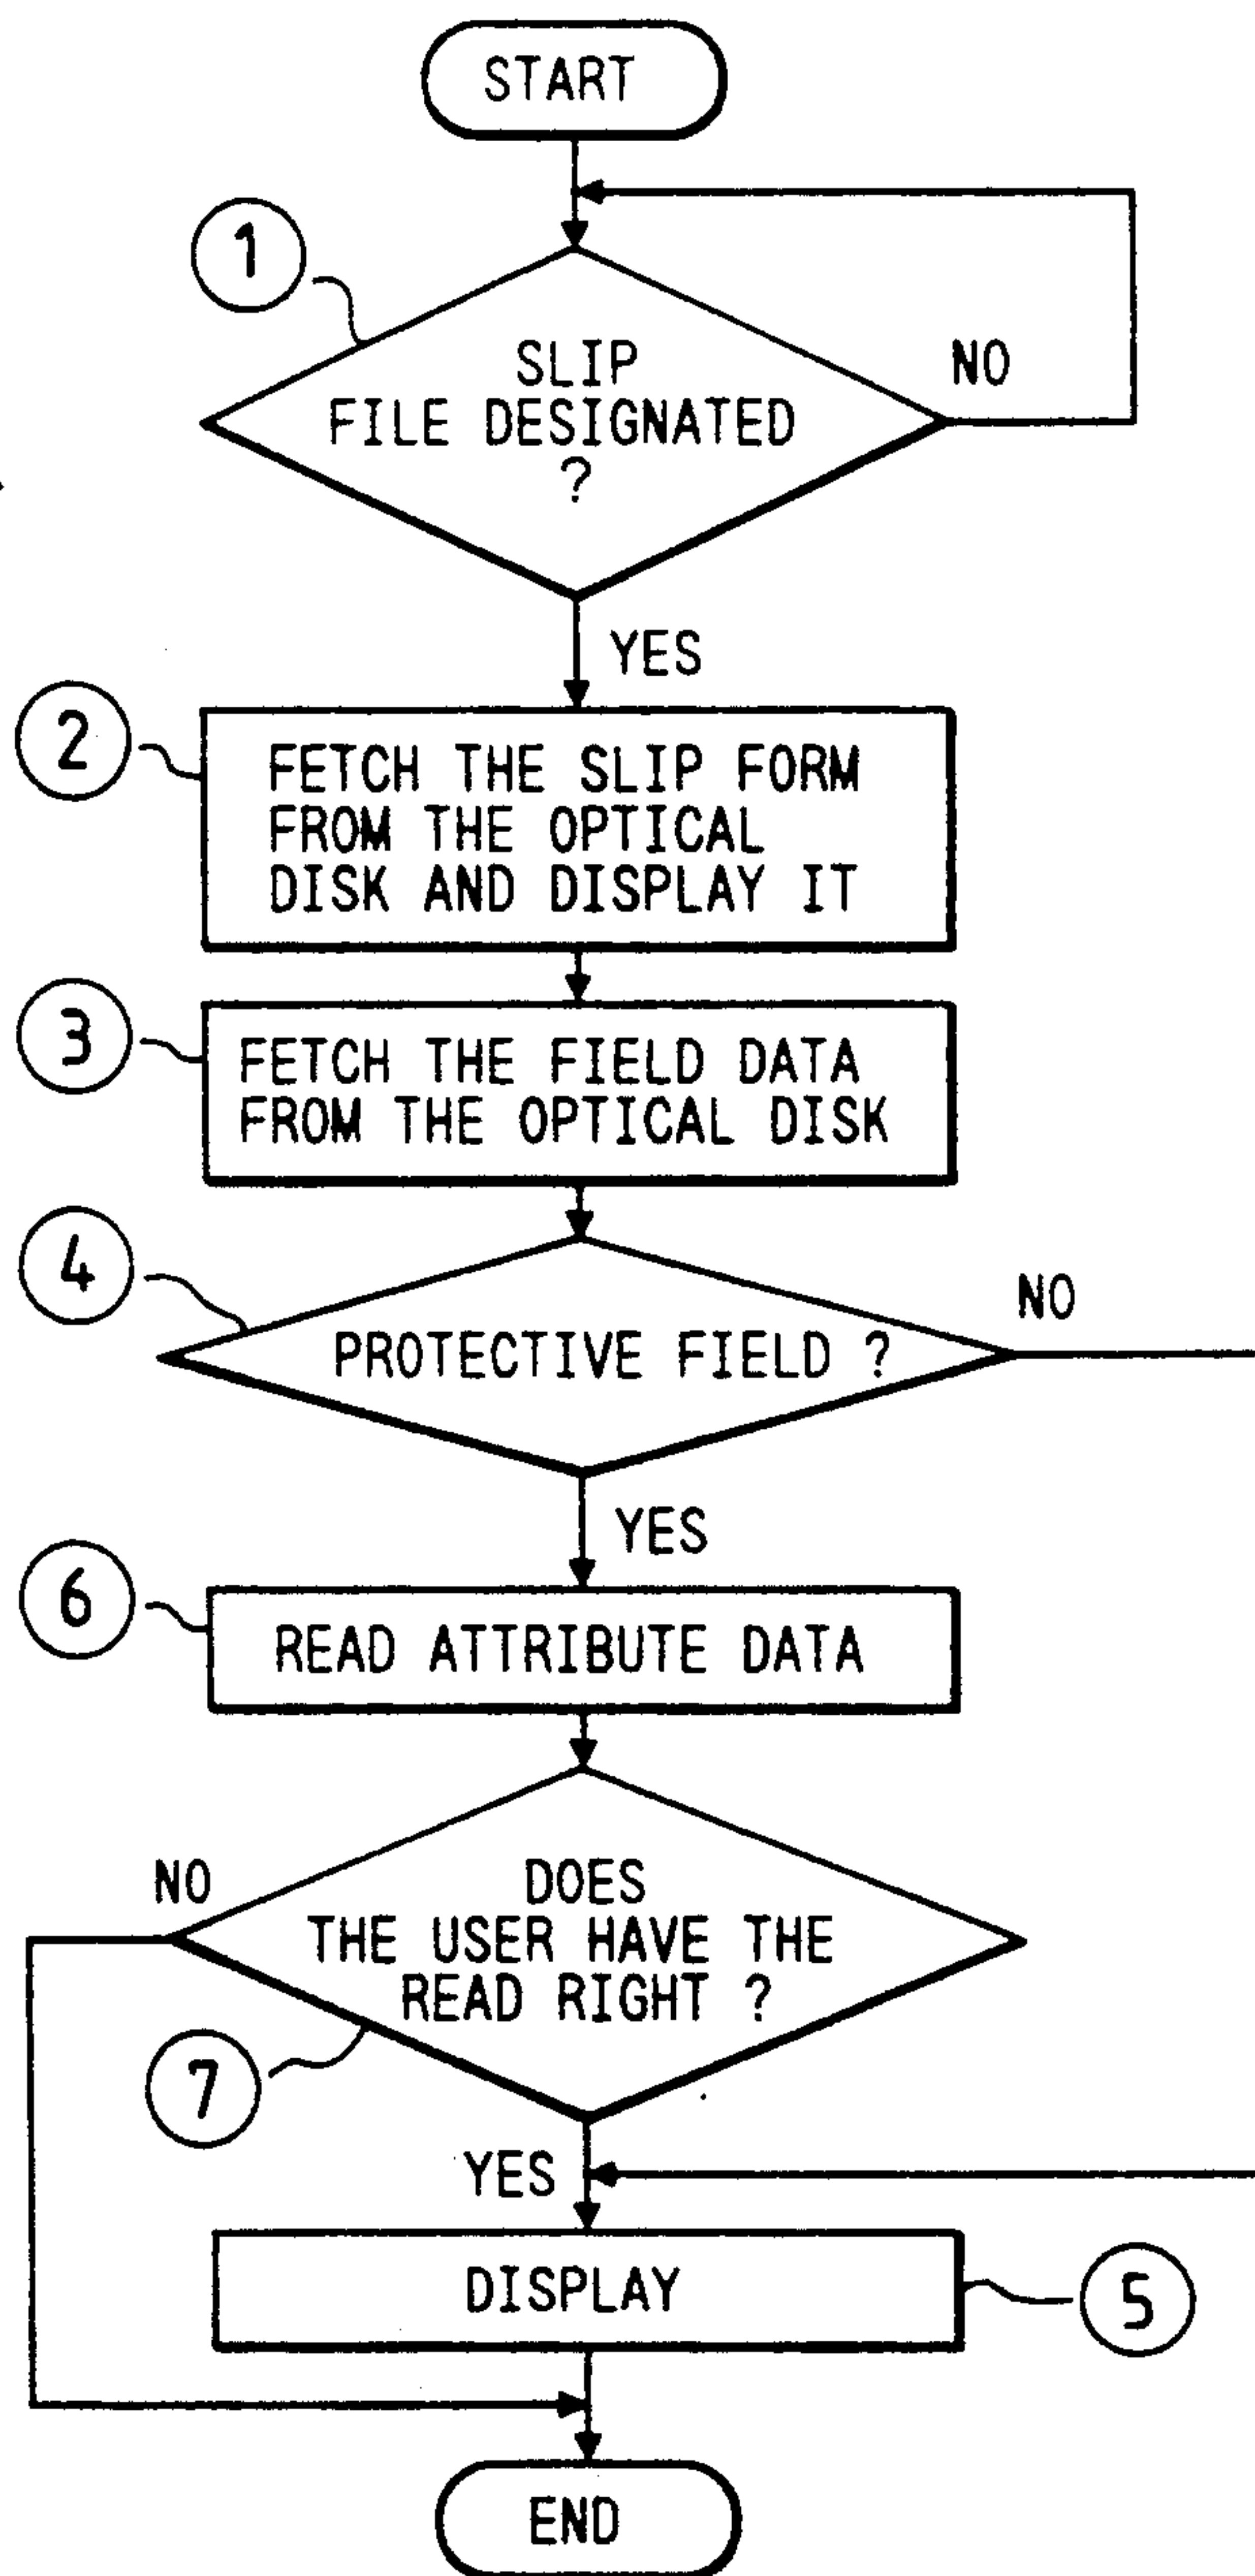 START
1
SLIP
FILE DESIGNATED
?
NO
YES
2
FETCH THE SLIP FORM
FROM THE OPTICAL
DISK AND DISPLAY IT
3
FETCH THE FIELD DATA
FROM THE OPTICAL DISK
4
PROTECTIVE FIELD ?
NO
YES
6
READ ATTRIBUTE DATA
NO
DOES
THE USER HAVE THE
READ RIGHT ?
7
YES
DISPLAY
5
END